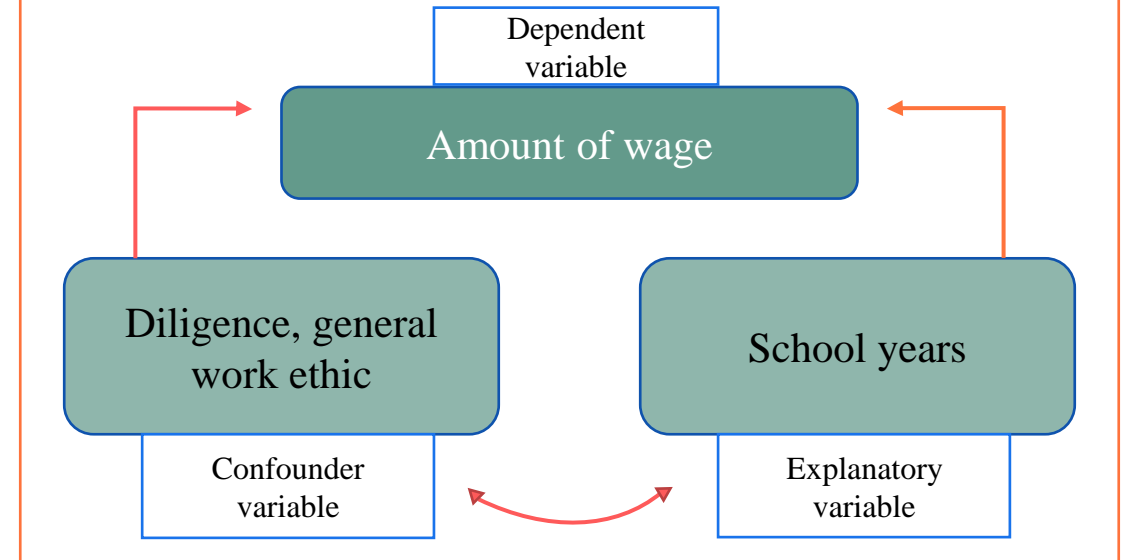 Dependent
variable
Amount of wage
Diligence, general
work ethic
School years
Confounder
variable
Explanatory
variable